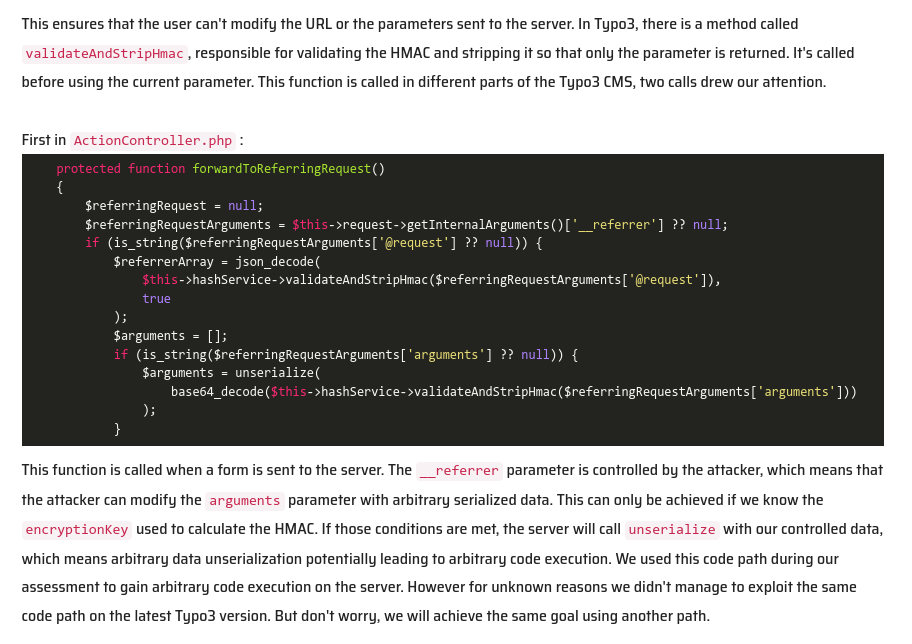 This ensures that the user can't modify the URL or the parameters sent to the server. In Typo3, there is a method called
validateAndStripHmac , responsible for validating the HMAC and stripping it so that only the parameter is returned. It's called
before using the current parameter. This function is called in different parts of the Typo3 CMS, two calls drew our attention.
First in ActionController.php :
    protected function forwardToReferringRequest()
    {
        $referringRequest = null;
        $referringRequestArguments = $this->request->getInternalArguments()['__referrer'] ?? null;
        if (is_string($referringRequestArguments['@request'] ?? null)) {
            $referrerArray = json_decode(
                $this->hashService->validateAndStripHmac($referringRequestArguments['@request']),
                true
            );
            $arguments = [];
            if (is_string($referringRequestArguments['arguments'] ?? null)) {
                $arguments = unserialize(
                    base64_decode($this->hashService->validateAndStripHmac($referringRequestArguments['arguments']))
                );
            }
This function is called when a form is sent to the server. The __referrer parameter is controlled by the attacker, which means that
the attacker can modify the arguments parameter with arbitrary serialized data. This can only be achieved if we know the
encryptionKey used to calculate the HMAC. If those conditions are met, the server will call unserialize with our controlled data,
which means arbitrary data unserialization potentially leading to arbitrary code execution. We used this code path during our
assessment to gain arbitrary code execution on the server. However for unknown reasons we didn't manage to exploit the same
code path on the latest Typo3 version. But don't worry, we will achieve the same goal using another path.